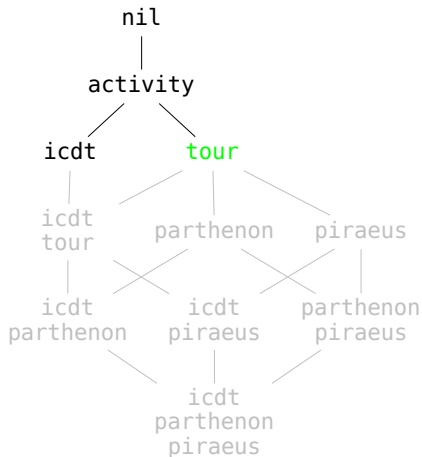 nil
activity
icdt tour
icdt parthenon piraeus
tour
icdt icdt parthenon
parthenon piraeus piraeus
icdt
parthenon
piraeus